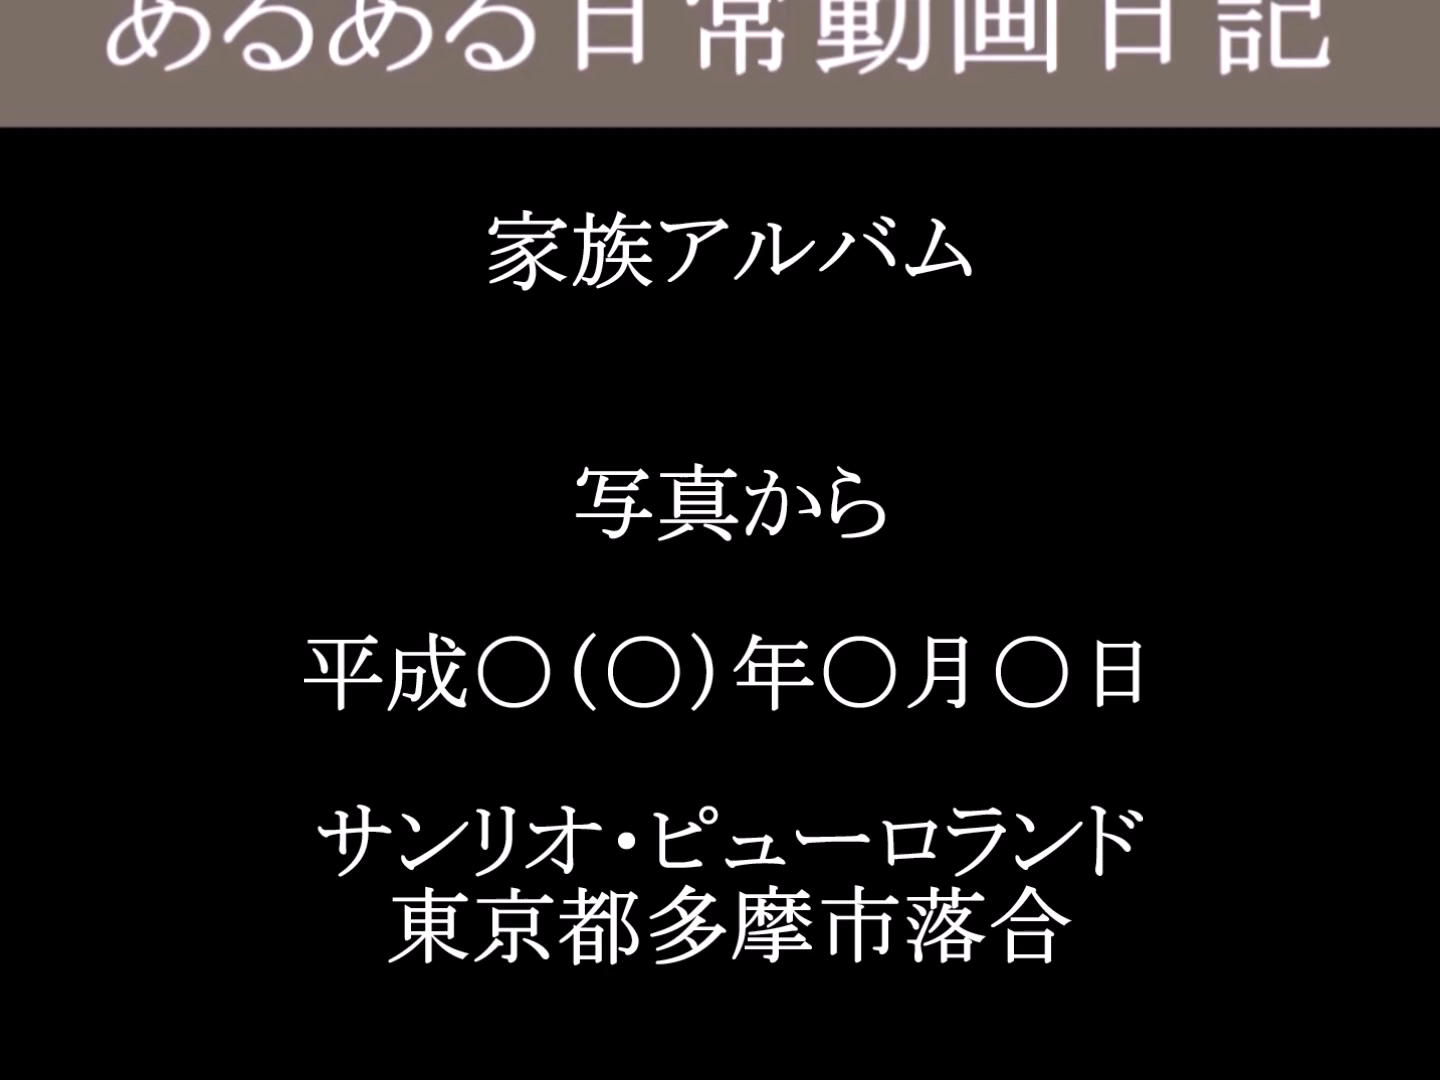 あるある日常動画日記
家族アルバム
写真から
平成〇(〇)年〇月〇日
サンリオ・ピューロランド
東京都多摩市落合